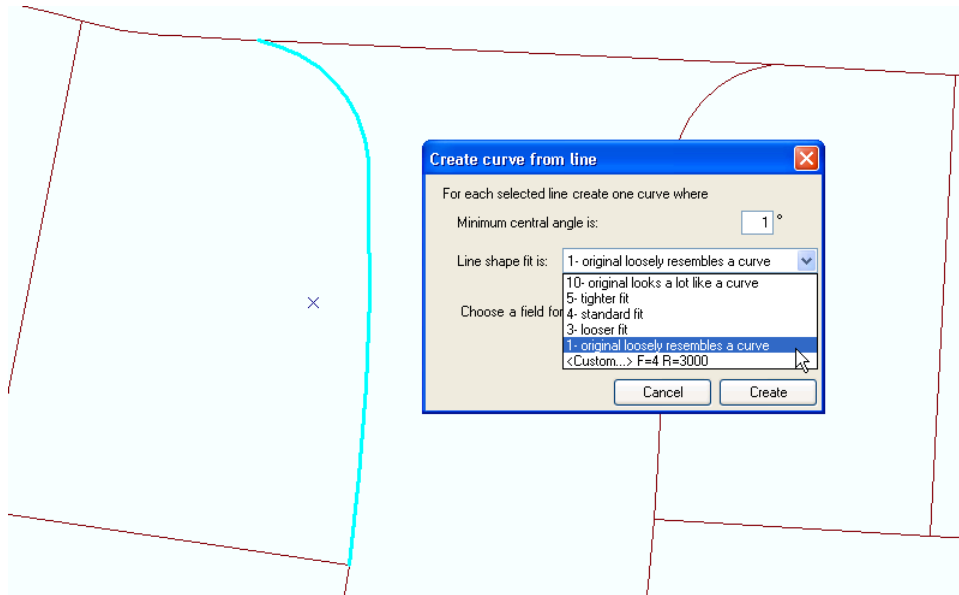 Create curve from line
For each selected line create one curve where
Minimum central angle is: 1 °
Line shape fit is: 1- original loosely resembles a curve
10- original looks a lot like a curve
5- tighter fit
Choose a field for
4- standard fit
3- looser fit
1- original loosely resembles a curve
<Custom...> F=4 R=3000
Cancel Create